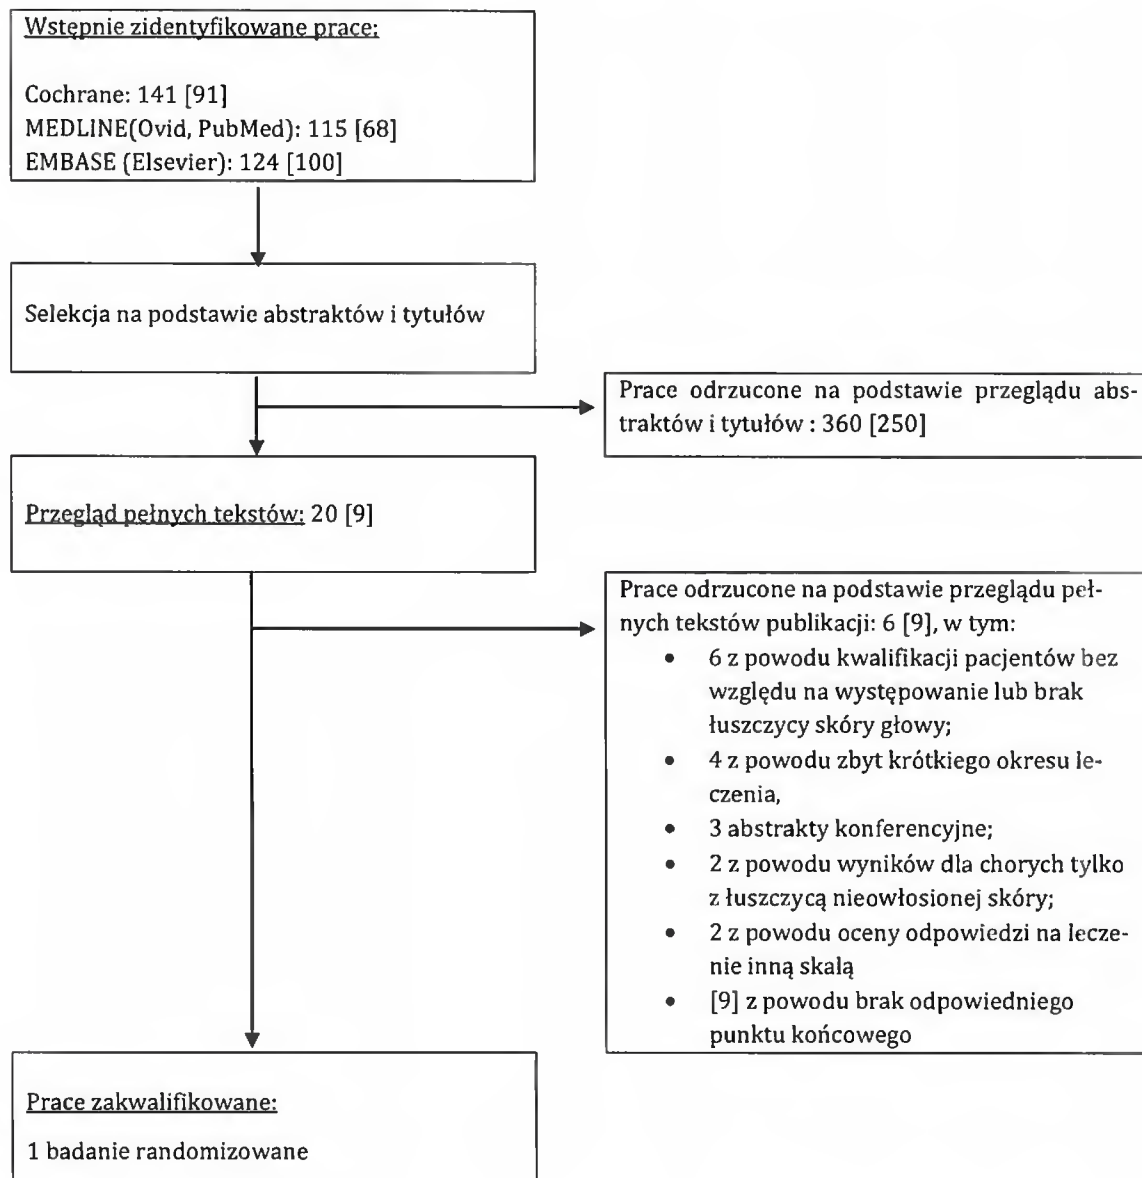 Wstępnie zidentyfikowane prace:
Cochrane: 141 [91]
MEDLINE(Ovid, PubMed): 115 [68]
EMBASE (Elsevier): 124 [100]
Selekcja na podstawie abstraktów i tytułów
Prace odrzucone na podstawie przeglądu abs-
traktów i tytułów : 360 [250]
Przegląd pełnych tekstów: 20 [9]
Prace odrzucone na podstawie przeglądu peł-
nych tekstów publikacji: 6 [9], w tym:
• 6 z powodu kwalifikacji pacjentów bez
względu na występowanie lub brak
łuszczycy skóry głowy;
• 4 z powodu zbyt krótkiego okresu le-
czenia,
• 3 abstrakty konferencyjne;
• 2 z powodu wyników dla chorych tylko
z łuszczycą nieowłosionej skóry;
• 2 z powodu oceny odpowiedzi na lecze-
nie inną skalą
• [9] z powodu brak odpowiedniego
punktu końcowego
Prace zakwalifikowane:
1 badanie randomizowane